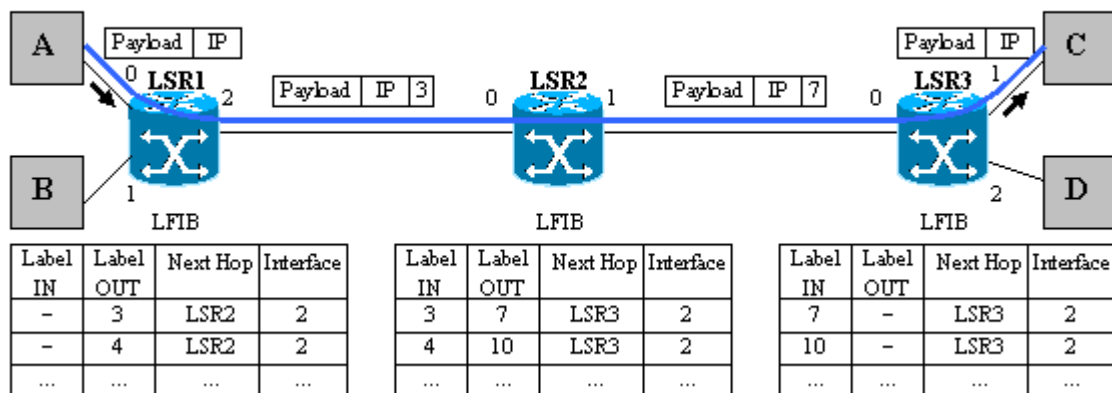 A
Payload IP
0
LSR1
2
Payload IP 3
0
LSR2
1
Payload IP 7
0
LSR3
Payload IP
1
C
B
1
LFIB
LFIB
2
LFIB
D
Label IN Label OUT Next Hop Interface
- 3 LSR2 2
- 4 LSR2 2
... ... ... ...
Label IN Label OUT Next Hop Interface
3 7 LSR3 2
4 10 LSR3 2
... ... ... ...
Label IN Label OUT Next Hop Interface
7 - LSR3 2
10 - LSR3 2
... ... ... ...